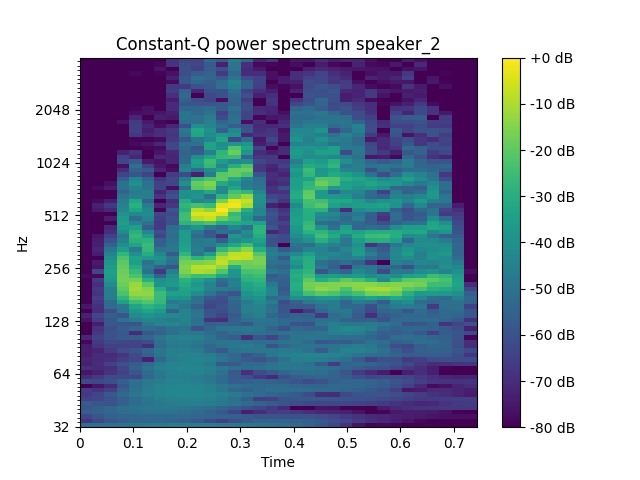 Constant-Q power spectrum speaker_2
Hz
2048
1024
512
256
128
64
32
0 0.1 0.2 0.3 0.4 0.5 0.6 0.7
Time
+0 dB
-10 dB
-20 dB
-30 dB
-40 dB
-50 dB
-60 dB
-70 dB
-80 dB